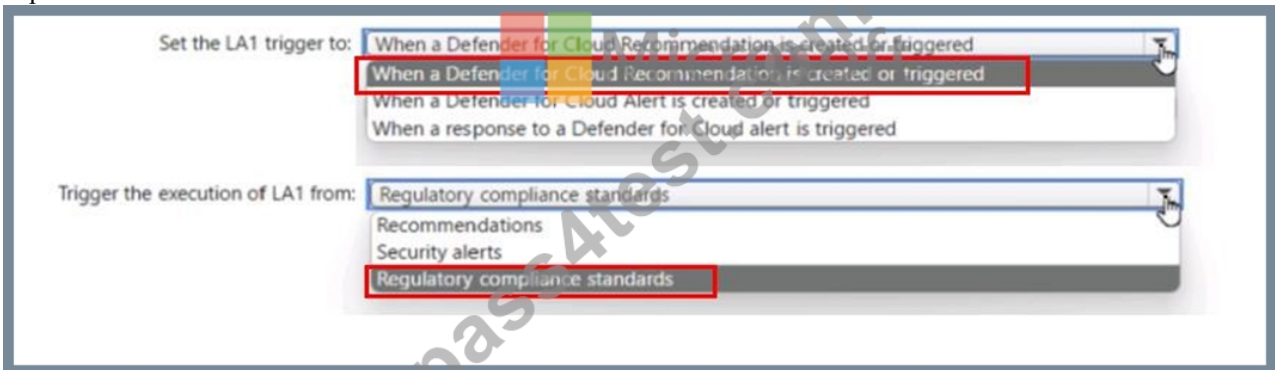 Set the LA1 trigger to: When a Defender for Cloud Recommendation is created or triggered
When a Defender for Cloud Recommendation is created or triggered
When a Defender for Cloud Alert is created or triggered
When a response to a Defender for Cloud alert is triggered
Trigger the execution of LA1 from: Regulatory compliance standards
Recommendations
Security alerts
Regulatory compliance standards